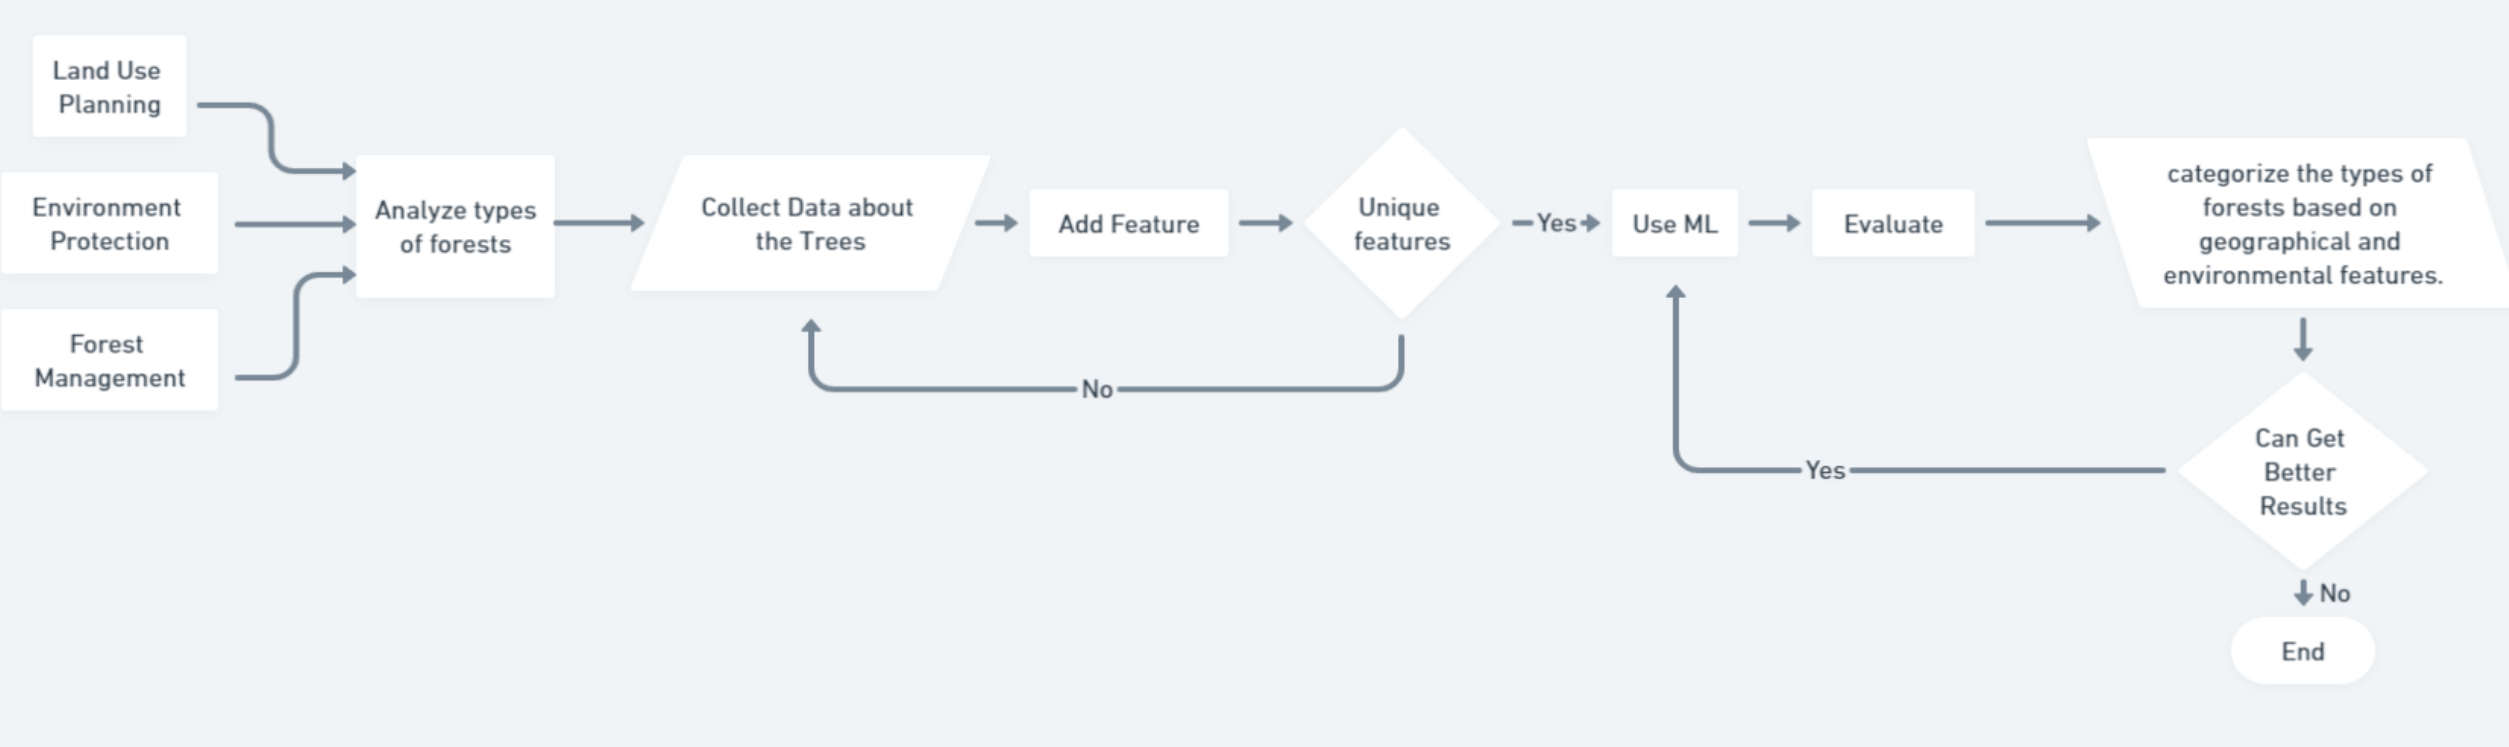 Land Use
Planning
Environment
Protection
Forest
Management
Analyze types
of forests
Collect Data about
the Trees
Add Feature
Unique
features
Yes
No
Use ML
Evaluate
categorize the types of
forests based on
geographical and
environmental features.
Can Get
Better
Results
Yes
No
End